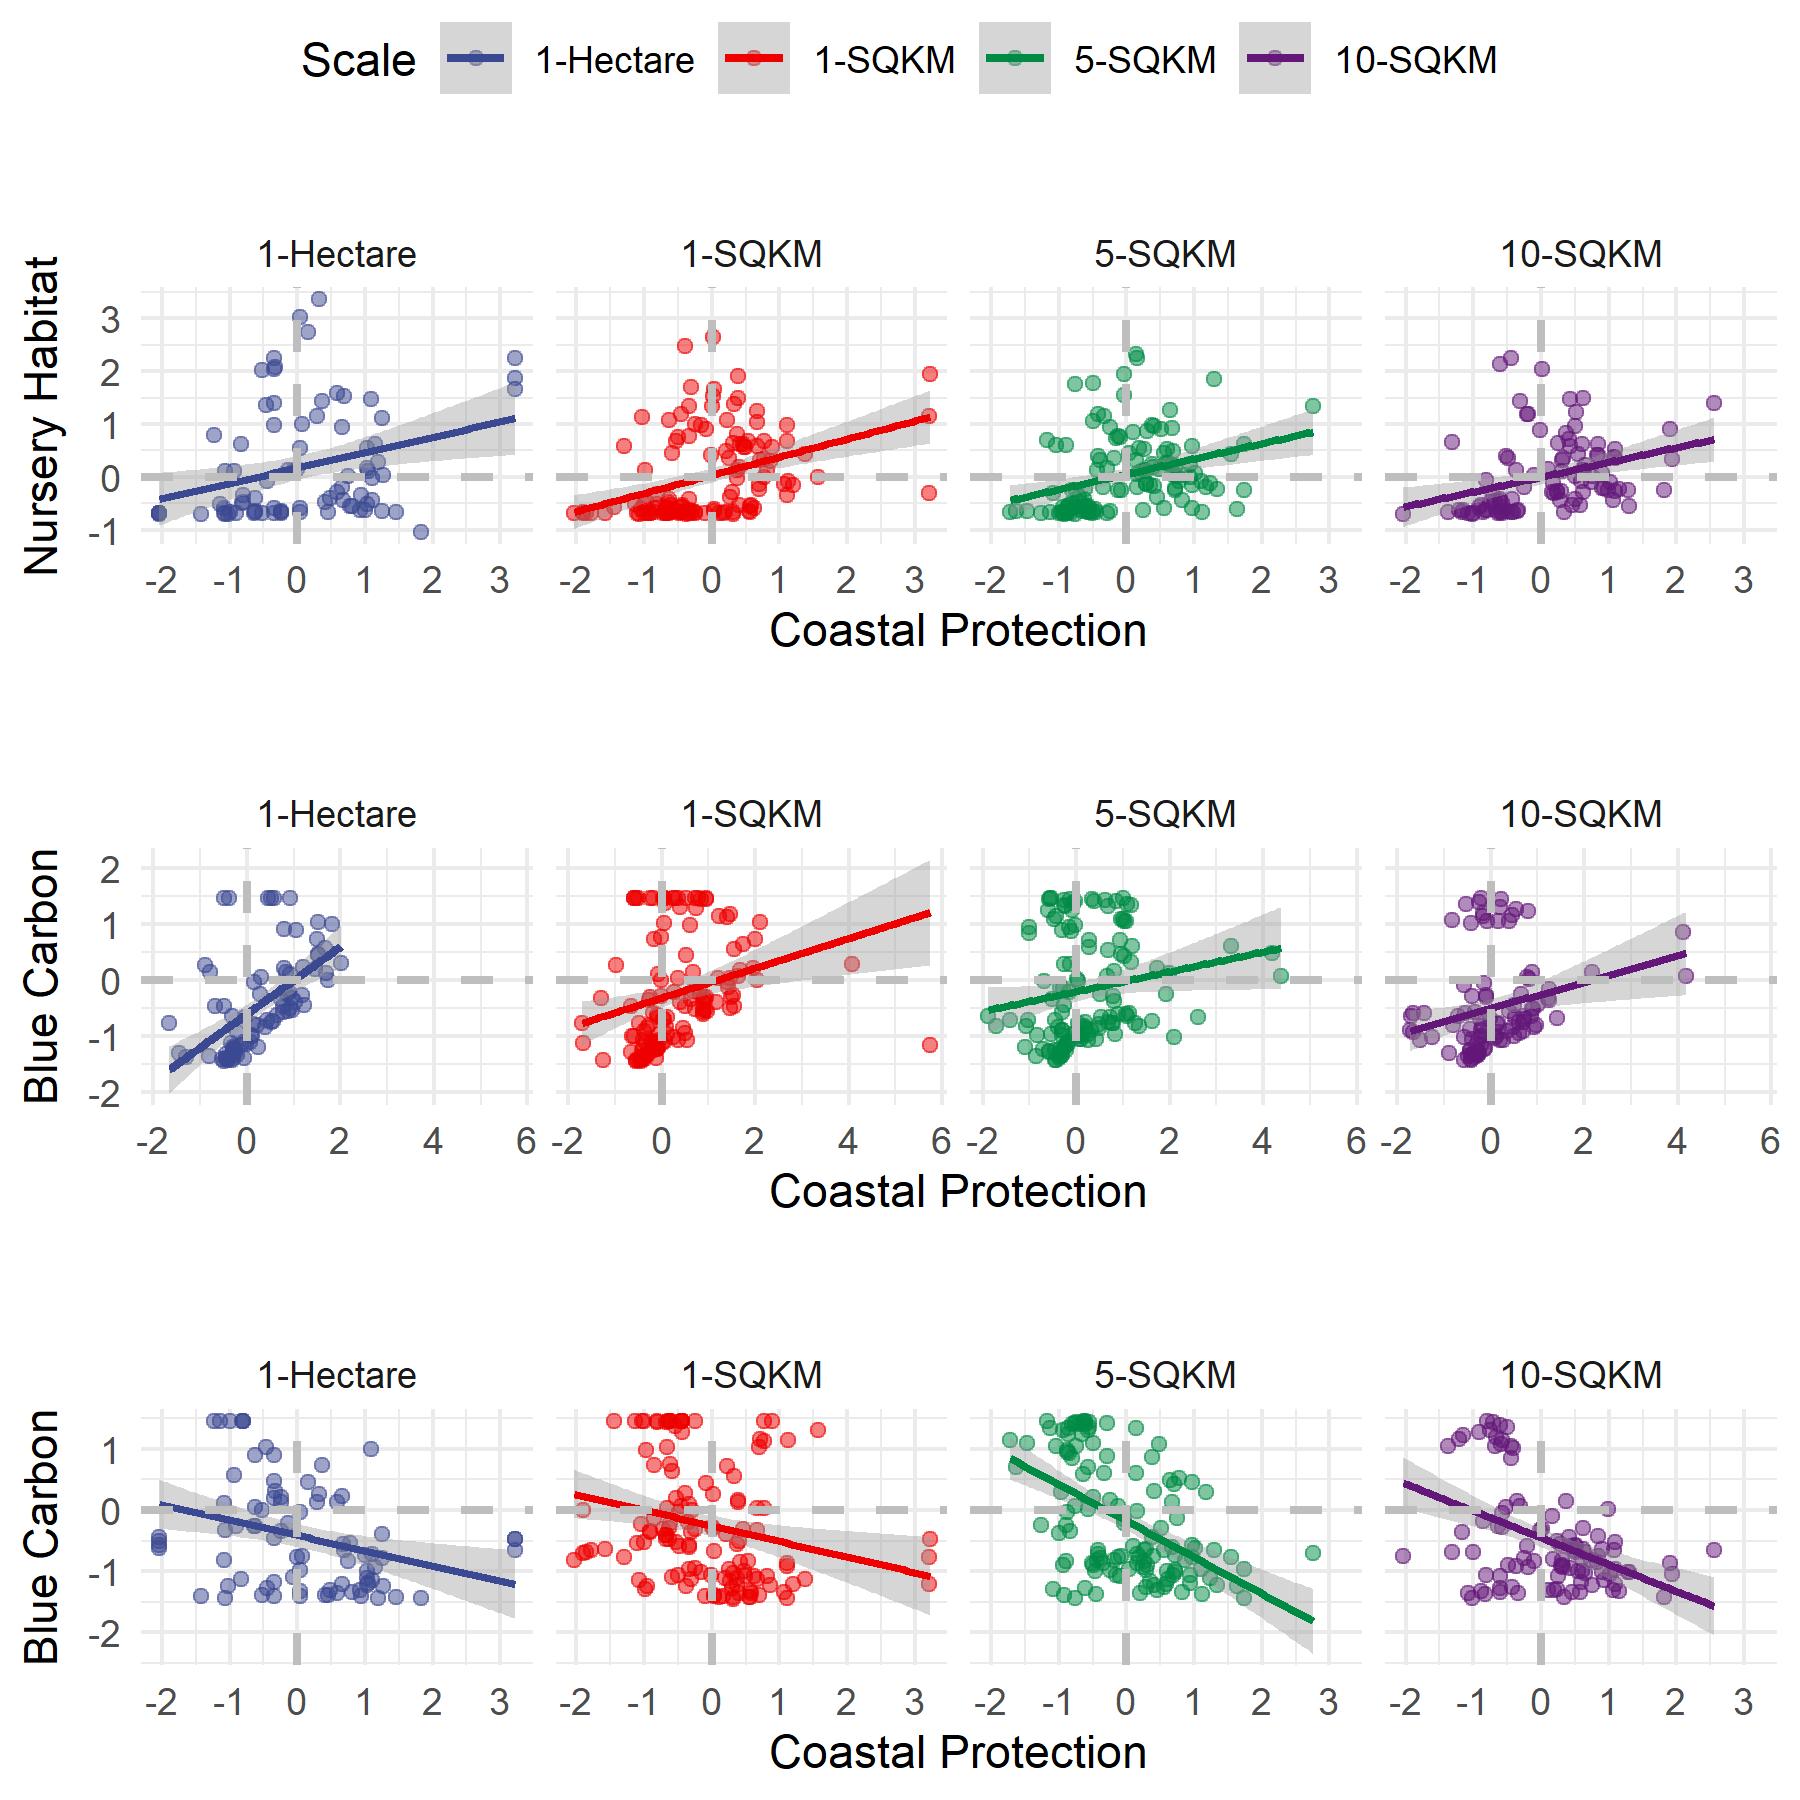 Scale 1-Hectare 1-SQKM 5-SQKM 10-SQKM
1-Hectare 1-SQKM 5-SQKM 10-SQKM
Nursery Habitat
3
2
1
0
-1
-2 -1 0 1 2 3 -2 -1 0 1 2 3 -2 -1 0 1 2 3 -2 -1 0 1 2 3
Coastal Protection
1-Hectare 1-SQKM 5-SQKM 10-SQKM
Blue Carbon
2
1
0
-1
-2
-2 0 2 4 6 -2 0 2 4 6 -2 0 2 4 6 -2 0 2 4 6
Coastal Protection
1-Hectare 1-SQKM 5-SQKM 10-SQKM
Blue Carbon
1
0
-1
-2
-2 -1 0 1 2 3 -2 -1 0 1 2 3 -2 -1 0 1 2 3 -2 -1 0 1 2 3
Coastal Protection